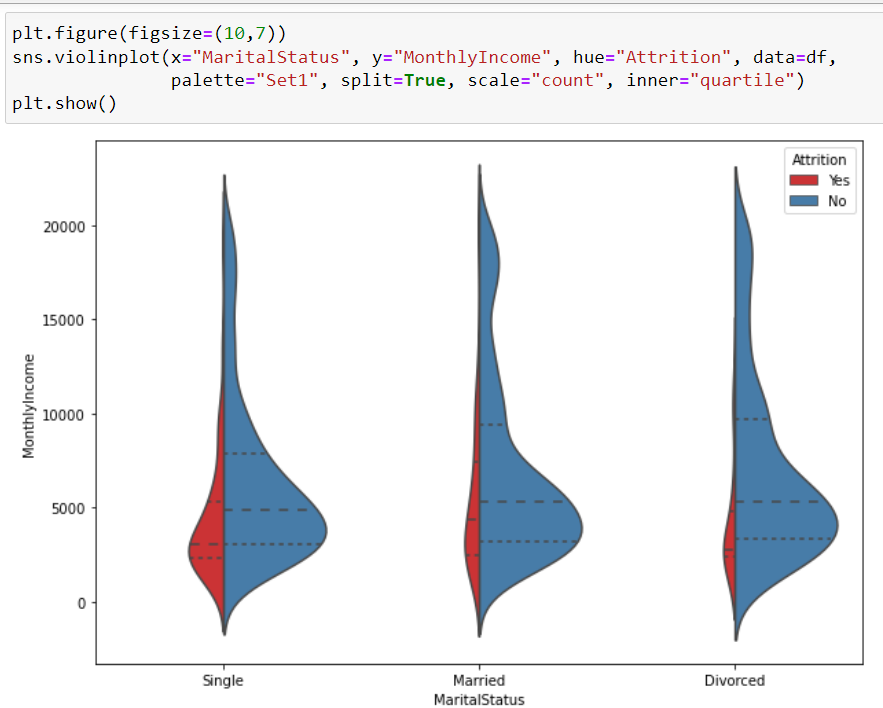 plt.figure(figsize=(10,7))
sns.violinplot(x="MaritalStatus", y="MonthlyIncome", hue="Attrition", data=df,
palette="Set1", split=True, scale="count", inner="quartile")
plt.show()
Attrition
Yes
No
20000
15000
10000
5000
0
MonthlyIncome
Single
Married
Divorced
MaritalStatus